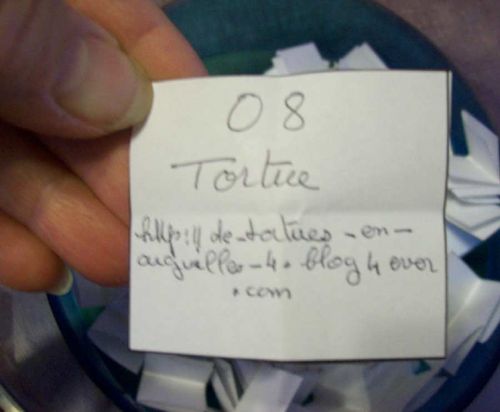 08
Tortue
http://de-tortues-en-
aiguilles-4.blog4ever
.com